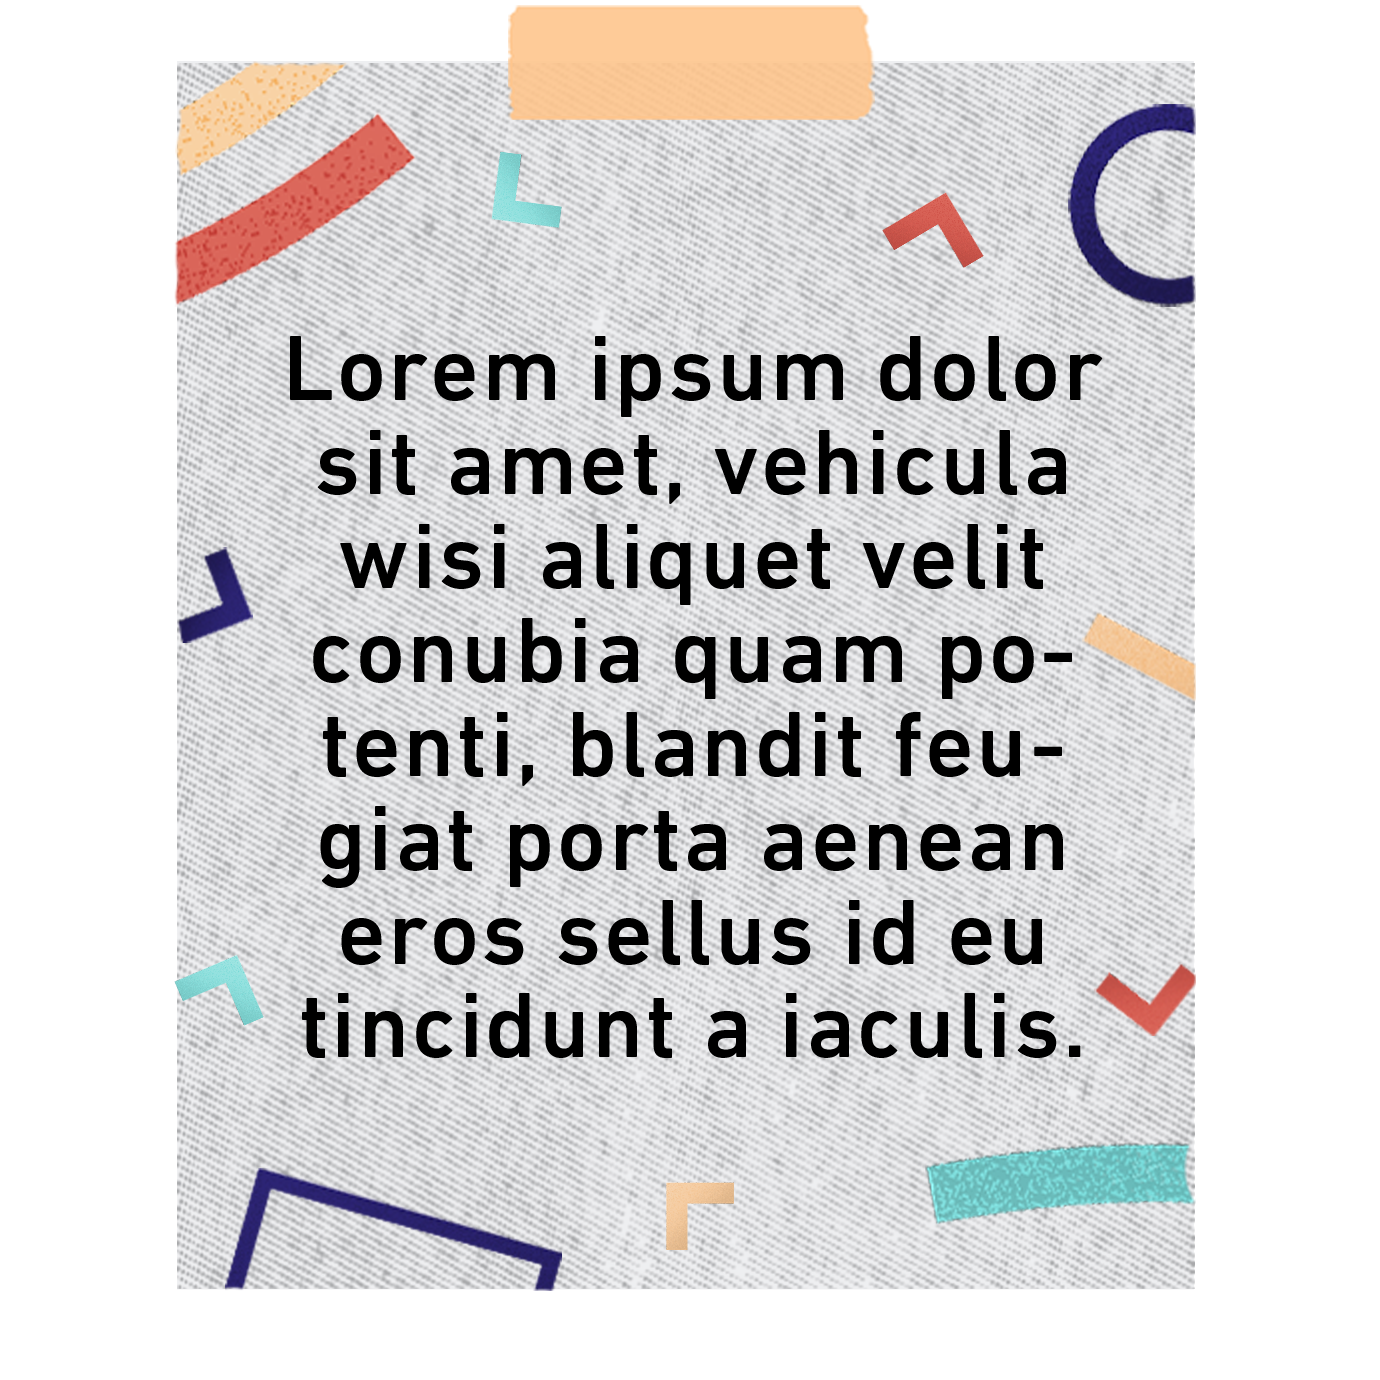 Lorem ipsum dolor
sit amet, vehicula
wisi aliquet velit
conubia quam po-
tenti, blandit feu-
giat porta aenean
eros sellus id eu
tincidunt a iaculis.